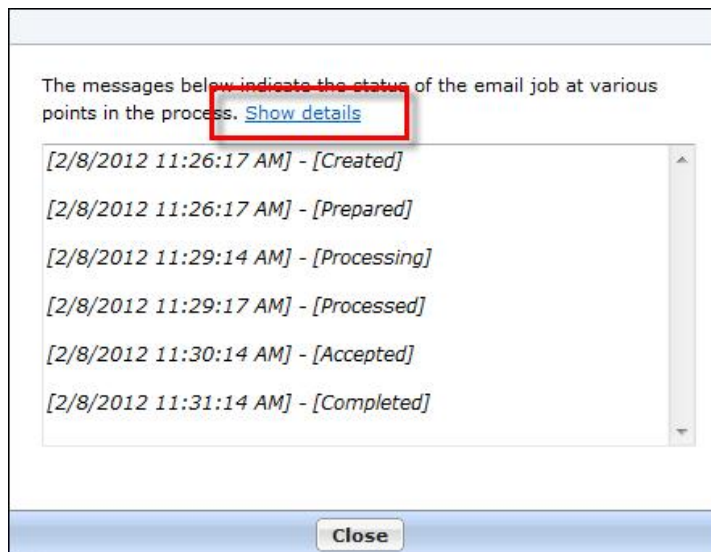 The messages below indicate the status of the email job at various
points in the process. Show details
[2/8/2012 11:26:17 AM] - [Created]
[2/8/2012 11:26:17 AM] - [Prepared]
[2/8/2012 11:29:14 AM] - [Processing]
[2/8/2012 11:29:17 AM] - [Processed]
[2/8/2012 11:30:14 AM] - [Accepted]
[2/8/2012 11:31:14 AM] - [Completed]
Close